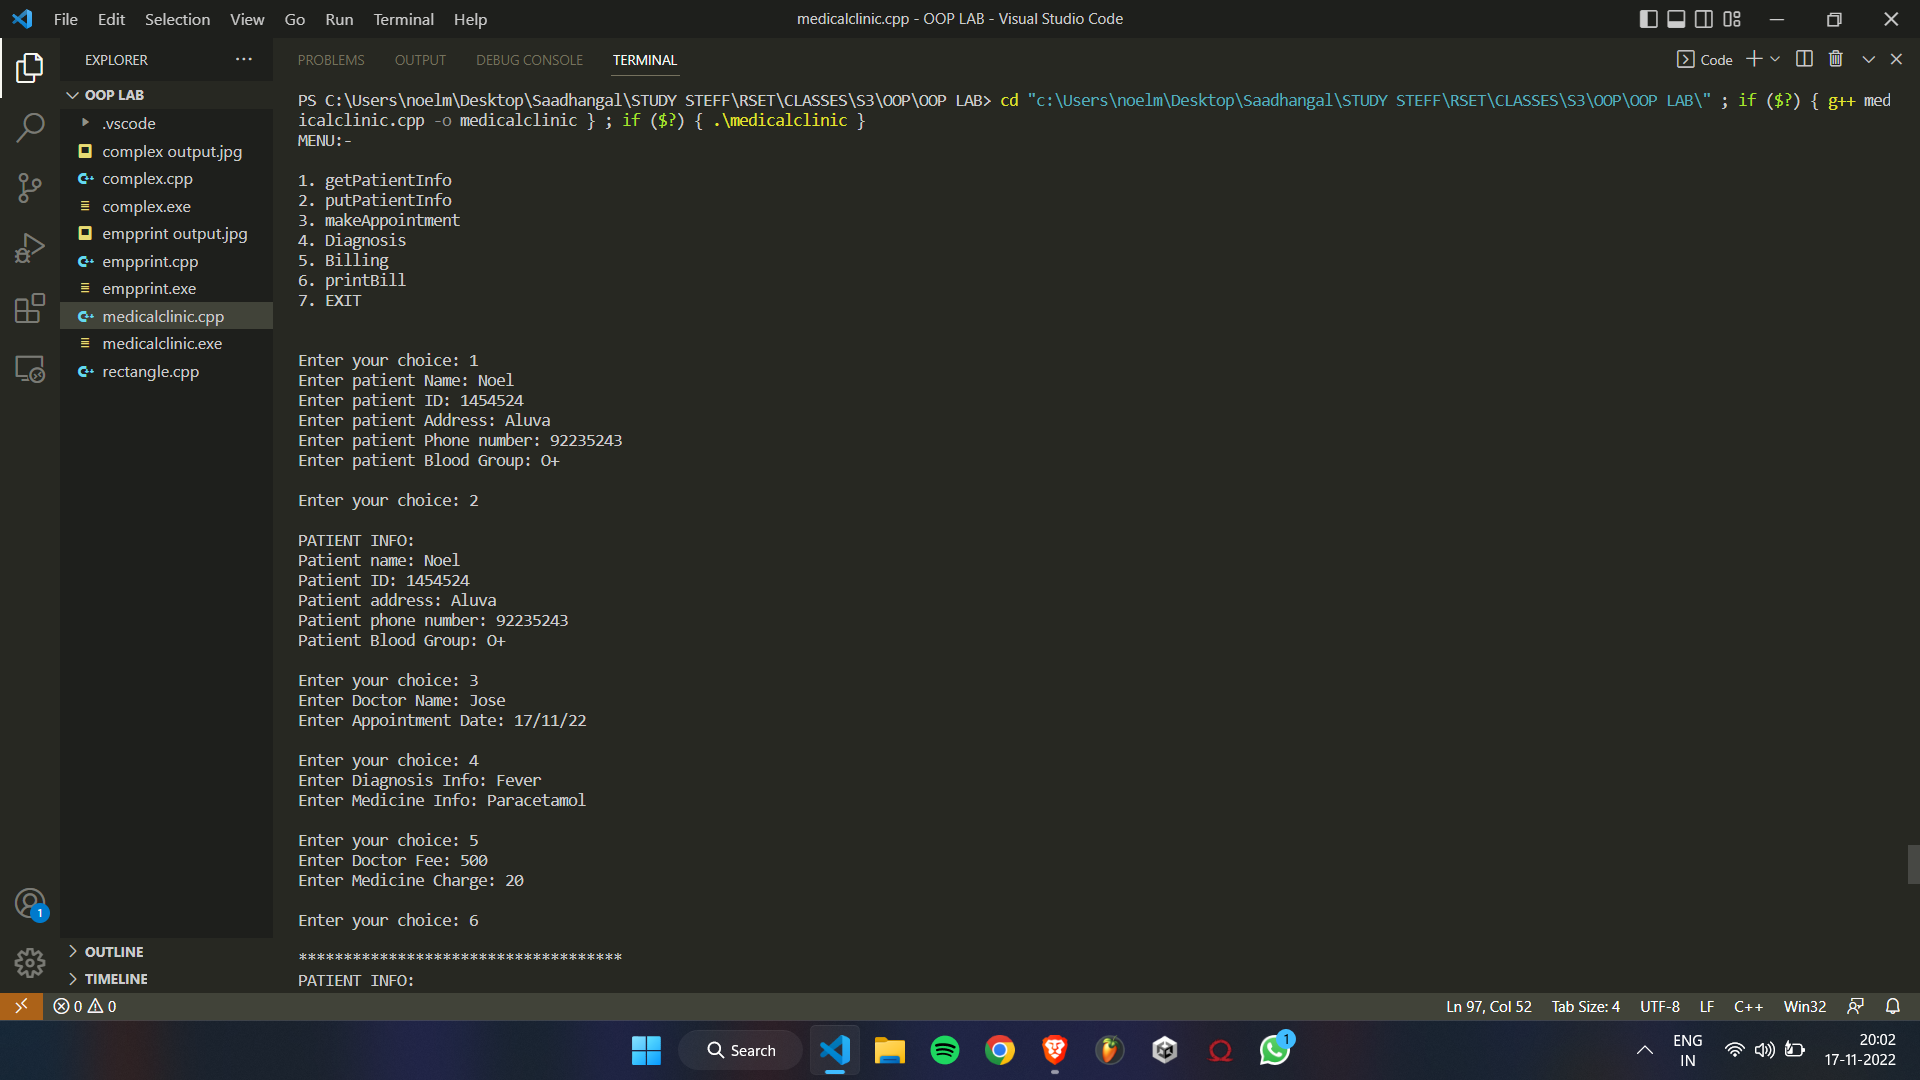 File Edit Selection View Go Run Terminal Help
medicalclinic.cpp - OOP LAB - Visual Studio Code
EXPLORER
OOP LAB
.vscode
complex output.jpg
complex.cpp
complex.exe
empprint output.jpg
empprint.cpp
empprint.exe
medicalclinic.cpp
medicalclinic.exe
rectangle.cpp
OUTLINE
TIMELINE
PROBLEMS OUTPUT DEBUG CONSOLE TERMINAL
Code
PS C:\Users\noelm\Desktop\Saadhangal\STUDY STEFF\RSET\CLASSES\S3\OOP\OOP LAB> cd "c:\Users\noelm\Desktop\Saadhangal\STUDY STEFF\RSET\CLASSES\S3\OOP\OOP LAB\" ; if ($?) { g++ med
icalclinic.cpp -o medicalclinic } ; if ($?) { .\medicalclinic }
MENU:-
1. getPatientInfo
2. putPatientInfo
3. makeAppointment
4. Diagnosis
5. Billing
6. printBill
7. EXIT
Enter your choice: 1
Enter patient Name: Noel
Enter patient ID: 1454524
Enter patient Address: Aluva
Enter patient Phone number: 92235243
Enter patient Blood Group: O+
Enter your choice: 2
PATIENT INFO:
Patient name: Noel
Patient ID: 1454524
Patient address: Aluva
Patient phone number: 92235243
Patient Blood Group: O+
Enter your choice: 3
Enter Doctor Name: Jose
Enter Appointment Date: 17/11/22
Enter your choice: 4
Enter Diagnosis Info: Fever
Enter Medicine Info: Paracetamol
Enter your choice: 5
Enter Doctor Fee: 500
Enter Medicine Charge: 20
Enter your choice: 6
************************************
PATIENT INFO:
1
0 0
Ln 97, Col 52 Tab Size: 4 UTF-8 LF C++ Win32
Search
1
ENG
IN
20:02
17-11-2022